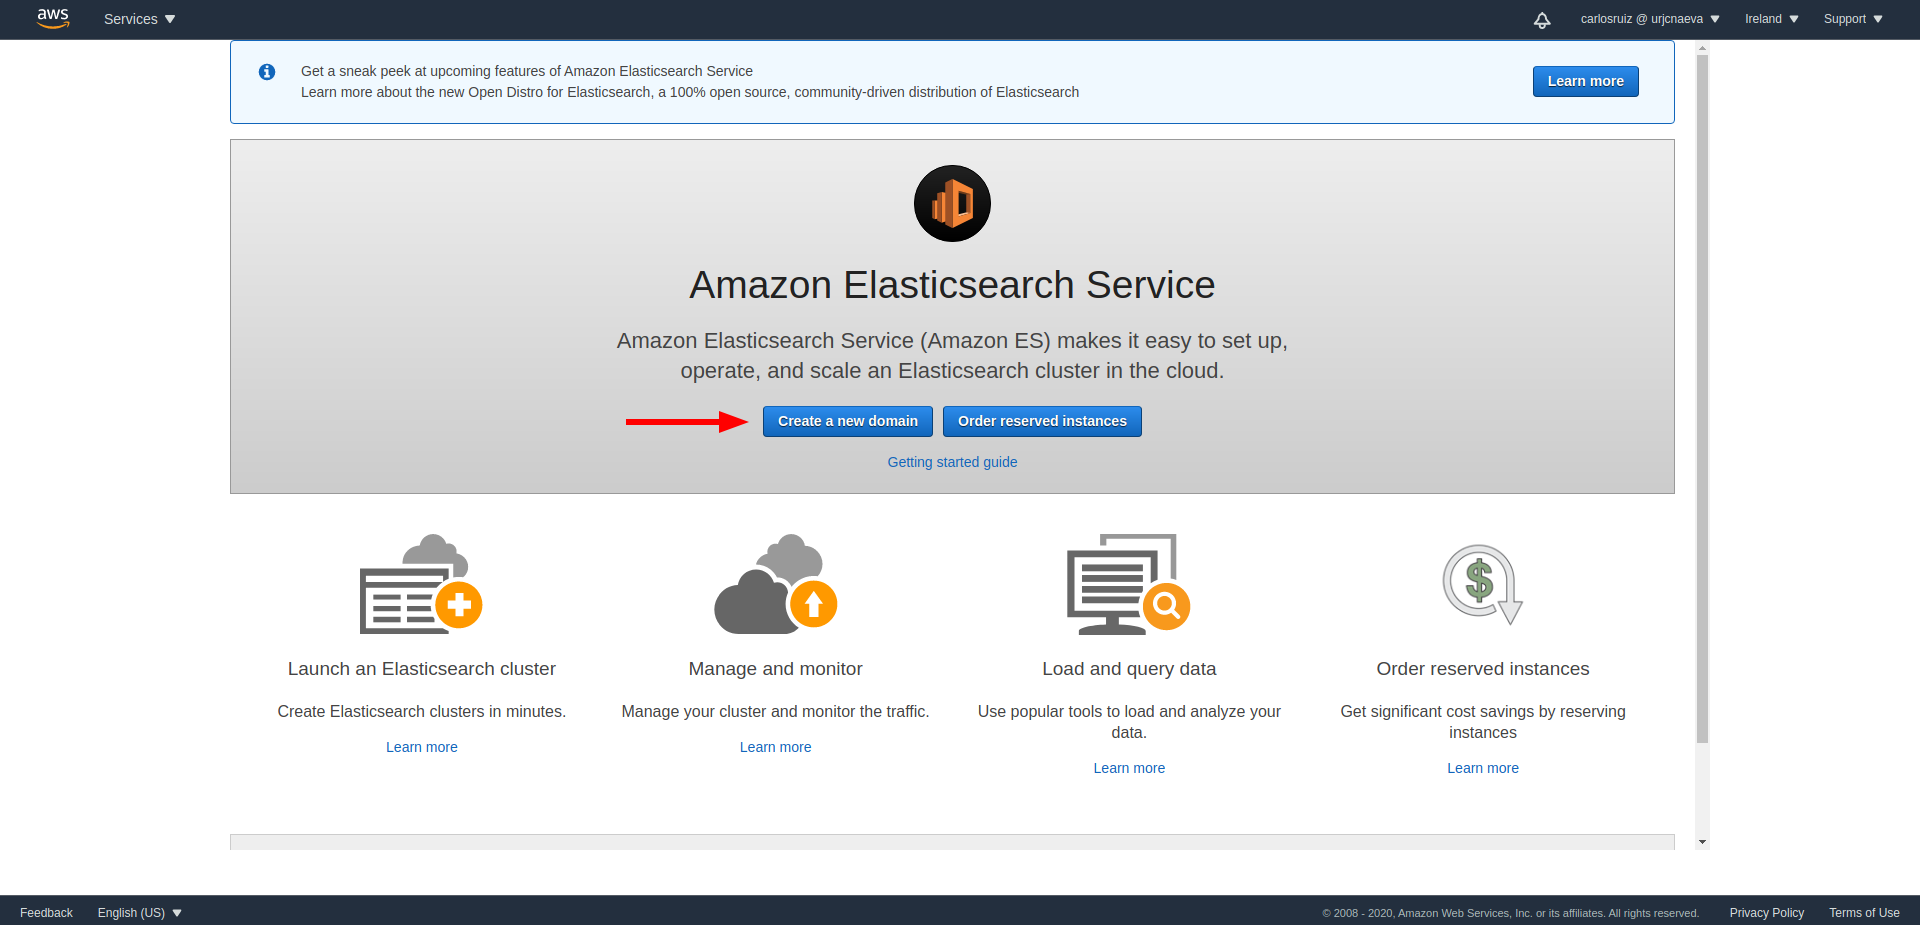 aws Services carlosruiz @ urjcnaeva Ireland Support
Get a sneak peek at upcoming features of Amazon Elasticsearch Service
Learn more about the new Open Distro for Elasticsearch, a 100% open source, community-driven distribution of Elasticsearch
Learn more
Amazon Elasticsearch Service
Amazon Elasticsearch Service (Amazon ES) makes it easy to set up,
operate, and scale an Elasticsearch cluster in the cloud.
Create a new domain Order reserved instances
Getting started guide
$
Launch an Elasticsearch cluster
Create Elasticsearch clusters in minutes.
Learn more
Manage and monitor
Manage your cluster and monitor the traffic.
Learn more
Load and query data
Use popular tools to load and analyze your
data.
Learn more
Order reserved instances
Get significant cost savings by reserving
instances
Learn more
Feedback English (US) © 2008 - 2020, Amazon Web Services, Inc. or its affiliates. All rights reserved. Privacy Policy Terms of Use